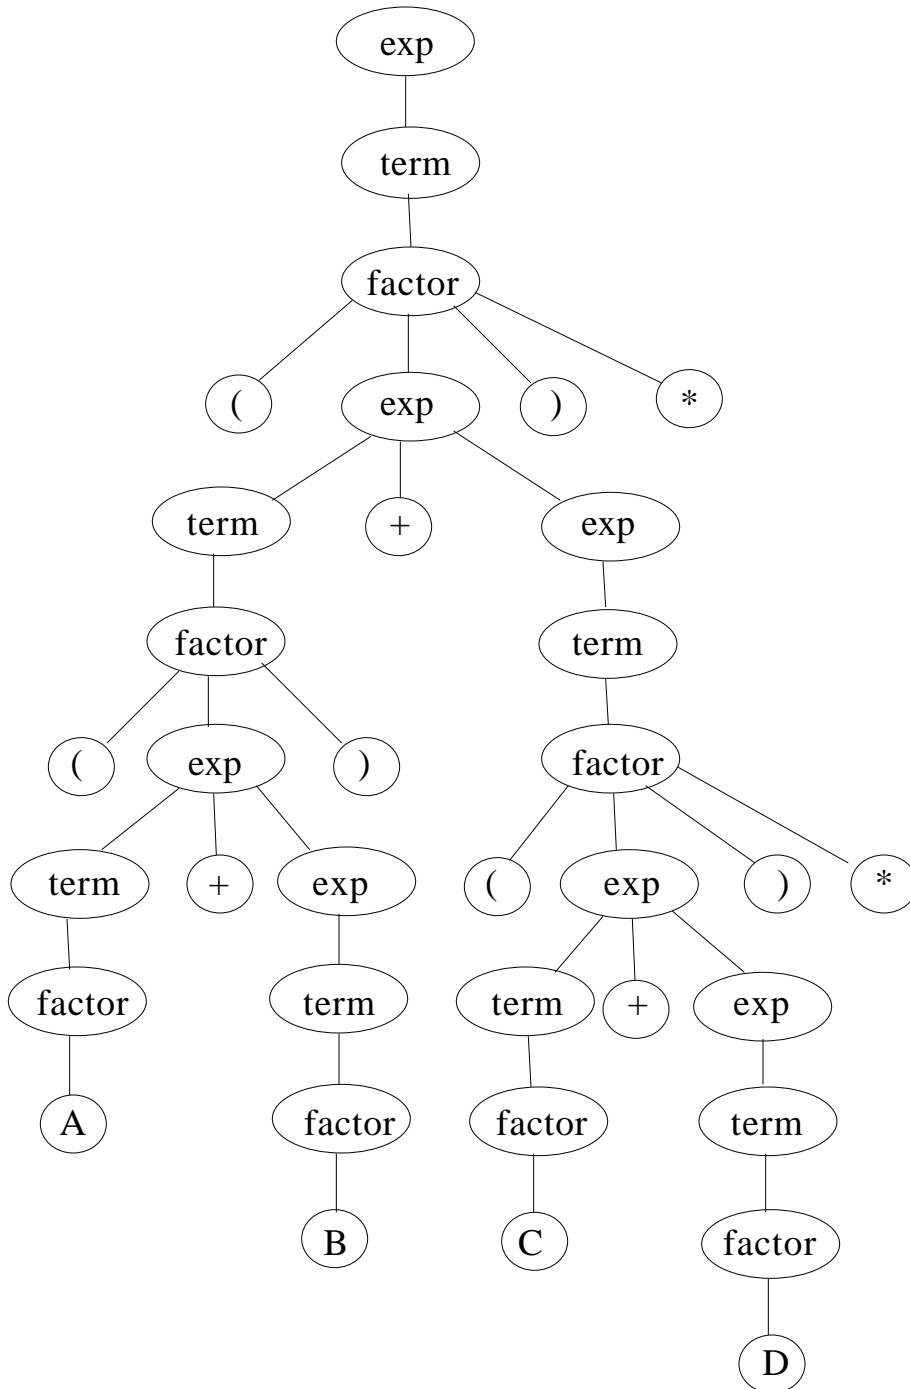 exp
term
factor
( exp ) *
term + exp
factor term
( exp ) factor
term + exp ( exp ) *
factor term term + exp
A factor factor term
B C factor
D